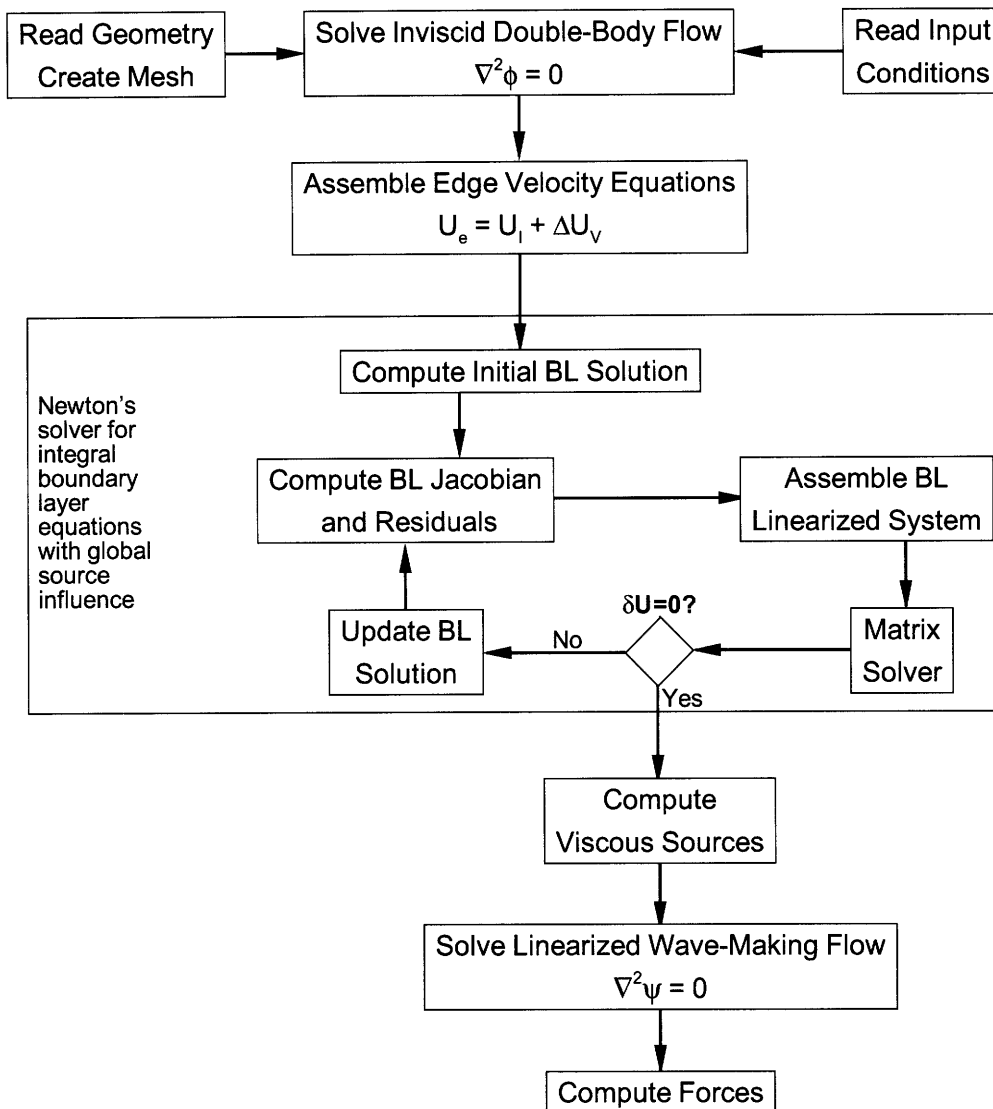 Read Geometry
Create Mesh
Solve Inviscid Double-Body Flow
∇²ϕ = 0
Read Input
Conditions
Assemble Edge Velocity Equations
Uₑ = U_I + ΔU_V
Compute Initial BL Solution
Newton's
solver for
integral
boundary
layer
equations
with global
source
influence
Compute BL Jacobian
and Residuals
Assemble BL
Linearized System
δU=0?
Update BL
Solution
No
Matrix
Solver
Yes
Compute
Viscous Sources
Solve Linearized Wave-Making Flow
∇²ψ = 0
Compute Forces